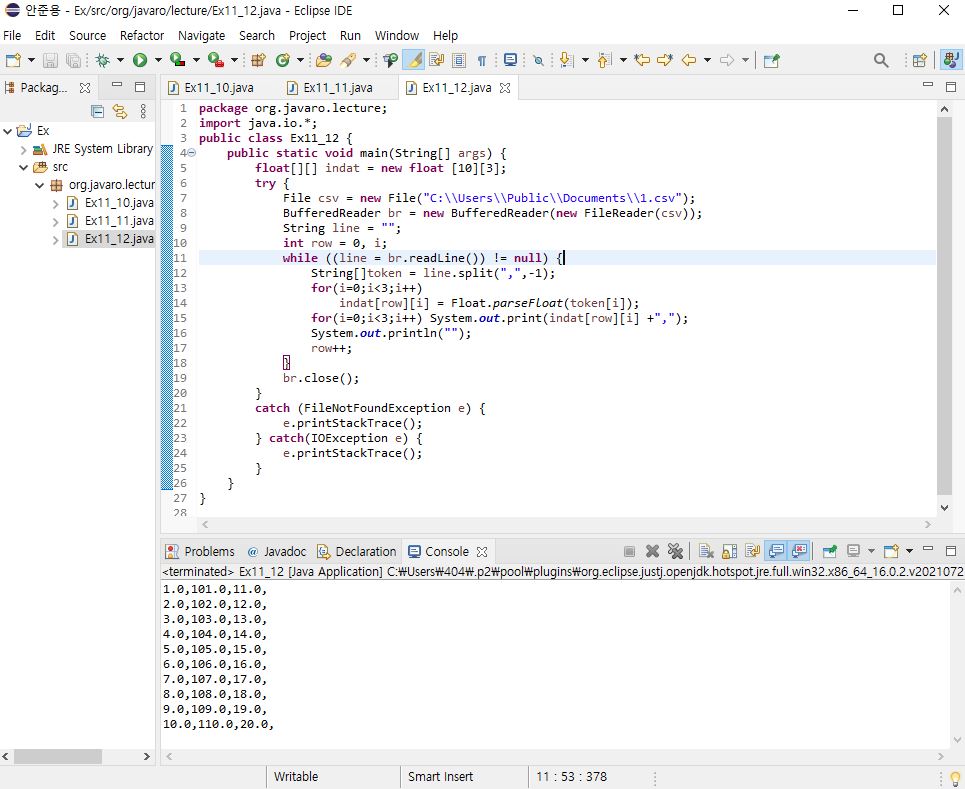 안준용 - Ex/src/org/javaro/lecture/Ex11_12.java - Eclipse IDE
File Edit Source Refactor Navigate Search Project Run Window Help
Packag...
Ex11_10.java Ex11_11.java Ex11_12.java
Ex
JRE System Library
src
org.javaro.lectur
Ex11_10.java
Ex11_11.java
Ex11_12.java
1 package org.javaro.lecture;
2 import java.io.*;
3 public class Ex11_12 {
4 public static void main(String[] args) {
5 float[][] indat = new float [10][3];
6 try {
7 File csv = new File("C:\\Users\\Public\\Documents\\1.csv");
8 BufferedReader br = new BufferedReader(new FileReader(csv));
9 String line = "";
10 int row = 0, i;
11 while ((line = br.readLine()) != null) {
12 String[]token = line.split(",",-1);
13 for(i=0;i<3;i++)
14 indat[row][i] = Float.parseFloat(token[i]);
15 for(i=0;i<3;i++) System.out.print(indat[row][i] +",");
16 System.out.println("");
17 row++;
18 }
19 br.close();
20 }
21 catch (FileNotFoundException e) {
22 e.printStackTrace();
23 } catch(IOException e) {
24 e.printStackTrace();
25 }
26 }
27 }
28
Problems @ Javadoc Declaration Console
<terminated> Ex11_12 [Java Application] C:₩Users₩404₩.p2₩pool₩plugins₩org.eclipse.justj.openjdk.hotspot.jre.full.win32.x86_64_16.0.2.v2021072
1.0,101.0,11.0,
2.0,102.0,12.0,
3.0,103.0,13.0,
4.0,104.0,14.0,
5.0,105.0,15.0,
6.0,106.0,16.0,
7.0,107.0,17.0,
8.0,108.0,18.0,
9.0,109.0,19.0,
10.0,110.0,20.0,
Writable Smart Insert 11 : 53 : 378